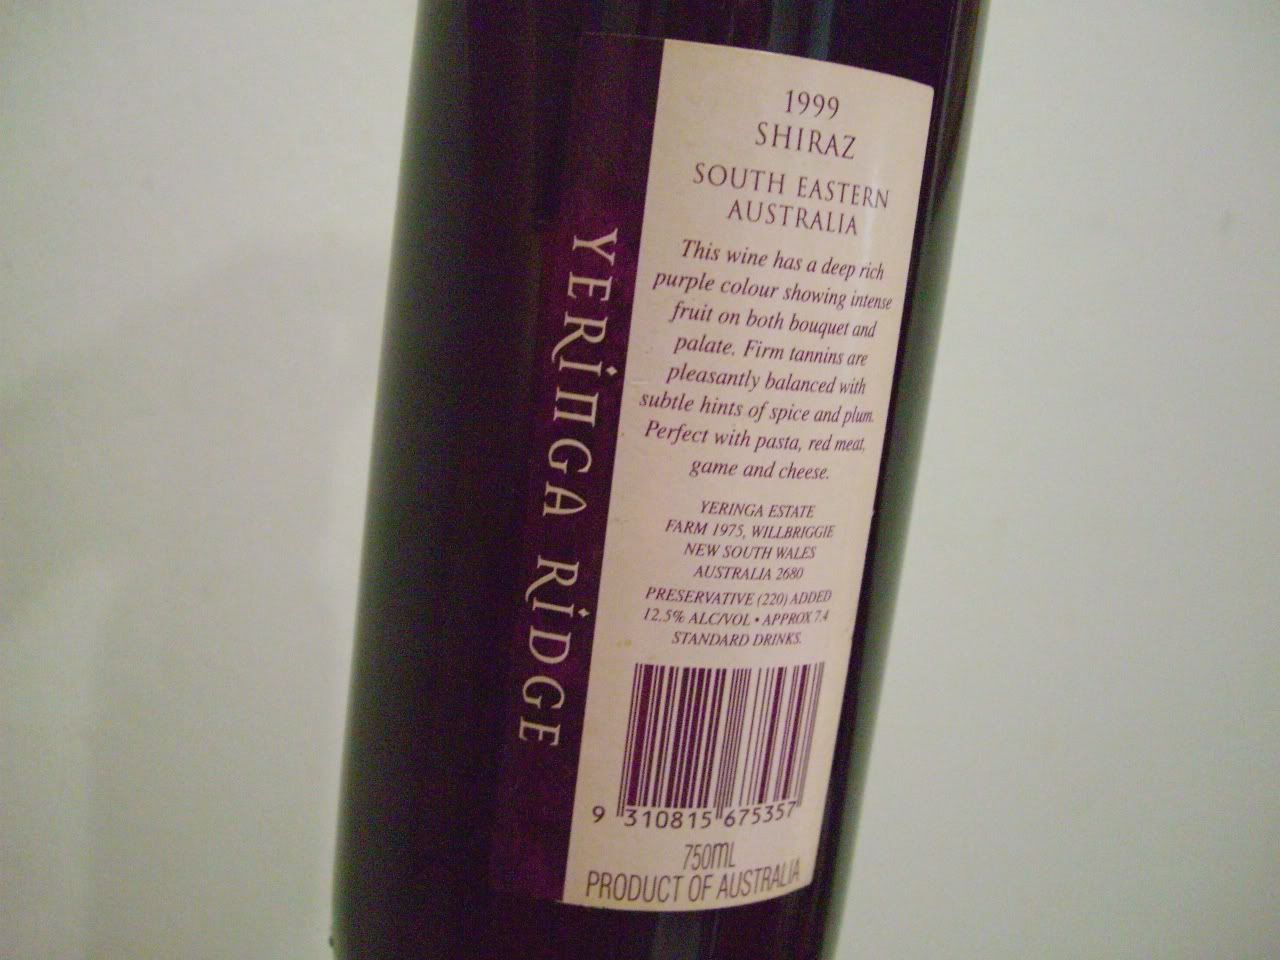 YERINGA RIDGE
1999
SHIRAZ
SOUTH EASTERN
AUSTRALIA
This wine has a deep rich
purple colour showing intense
fruit on both bouquet and
palate. Firm tannins are
pleasantly balanced with
subtle hints of spice and plum.
Perfect with pasta, red meat,
game and cheese.
YERINGA ESTATE
FARM 1975, WILLBRIGGIE
NEW SOUTH WALES
AUSTRALIA 2680
PRESERVATIVE (220) ADDED
12.5% ALC/VOL • APPROX 7.4
STANDARD DRINKS.
9 310815 675357
750ML
PRODUCT OF AUSTRALIA